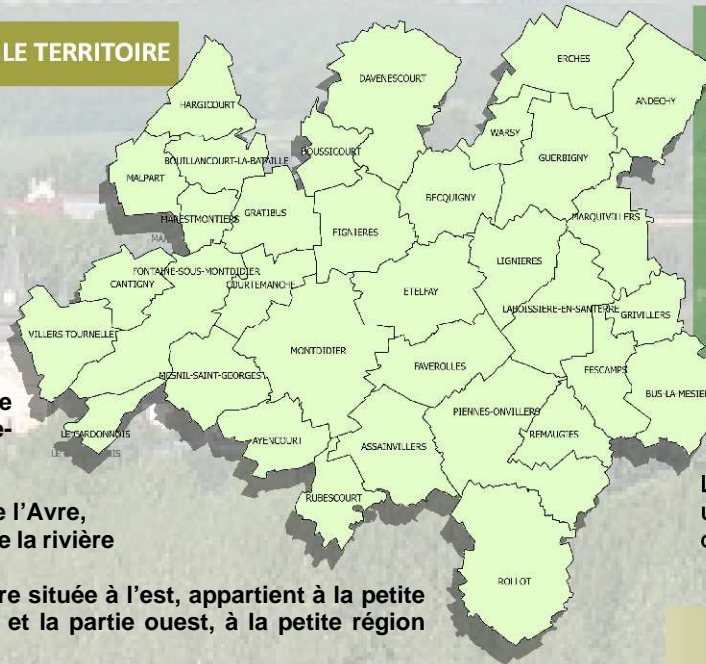 LE TERRITOIRE
DAVENESCOURT
ERCHES
ANDECHY
HARGICOURT
WARSY
BOUSSICOURT
GUERBIGNY
BOUILLANCOURT-LA-BATAILLE
MALPART
BECQUIGNY
MARESTMONTIERS
GRATIBUS
MARQUIVILLERS
FIGNIERES
LIGNIERES
FONTAINE-SOUS-MONTDIDIER
CANTIGNY
COURTEMANCHE
ETELFAY
LABOISSIERE-EN-SANTERRE
GRIVILLERS
VILLERS TOURNELLE
MONTDIDIER
FAVEROLLES
FESCAMPS
MESNIL-SAINT-GEORGES
BUS-LA-MESIER
PIENNES-ONVILLERS
LE CARDONNOIS
AYENCOURT
REMAUGIES
ASSAINVILLERS
RUBESCOURT
ROLLOT
e
e-
e l'Avre,
e la rivière
re située à l'est, appartient à la petite
et la partie ouest, à la petite région
L
u